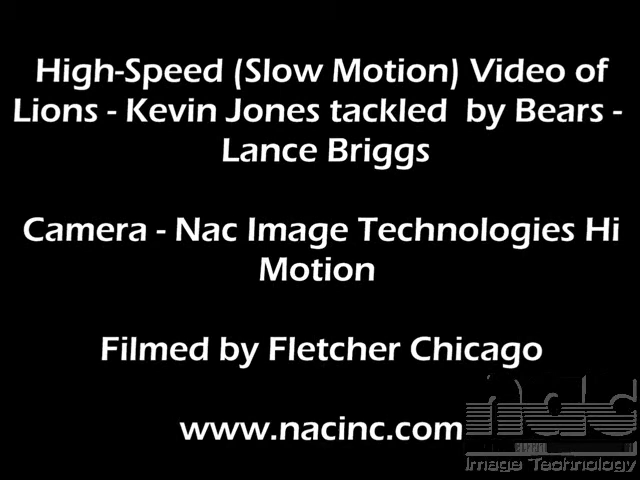 High-Speed (Slow Motion) Video of
Lions - Kevin Jones tackled by Bears -
Lance Briggs
Camera - Nac Image Technologies Hi
Motion
Filmed by Fletcher Chicago
www.nacinc.com
nac
Image Technology